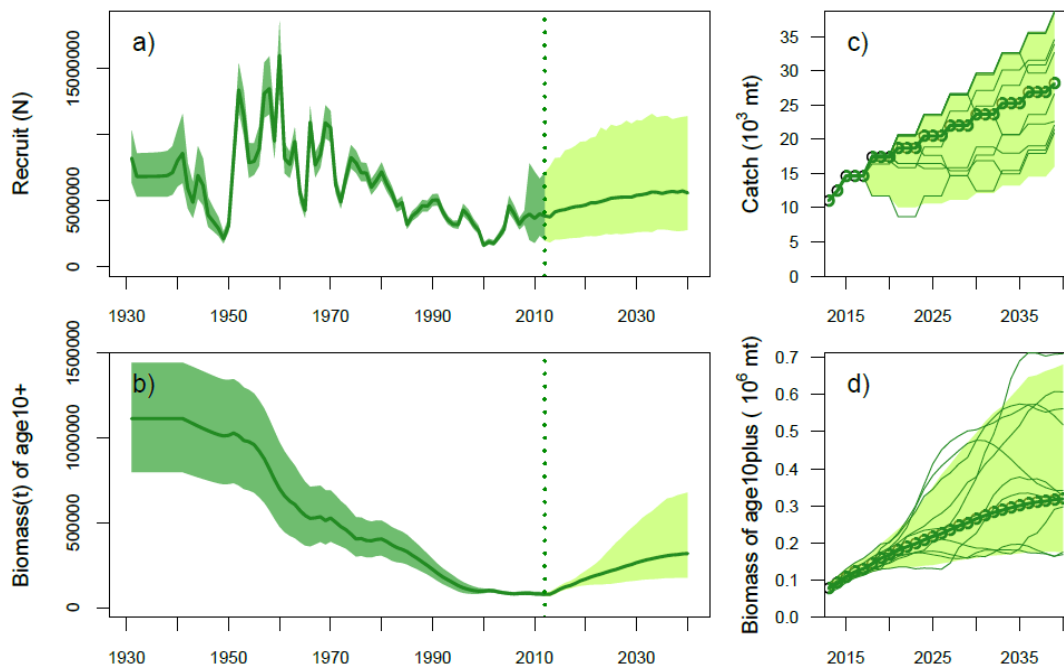 a)
Recruit (N)
15000000
5000000
0
1930 1950 1970 1990 2010 2030
b)
Biomass(t) of age10+
1500000
1000000
500000
0
1930 1950 1970 1990 2010 2030
c)
Catch (10³ mt)
35
30
25
20
15
10
5
0
2015 2025 2035
d)
Biomass of age10plus ( 10⁶ mt)
0.7
0.6
0.5
0.4
0.3
0.2
0.1
0.0
2015 2025 2035